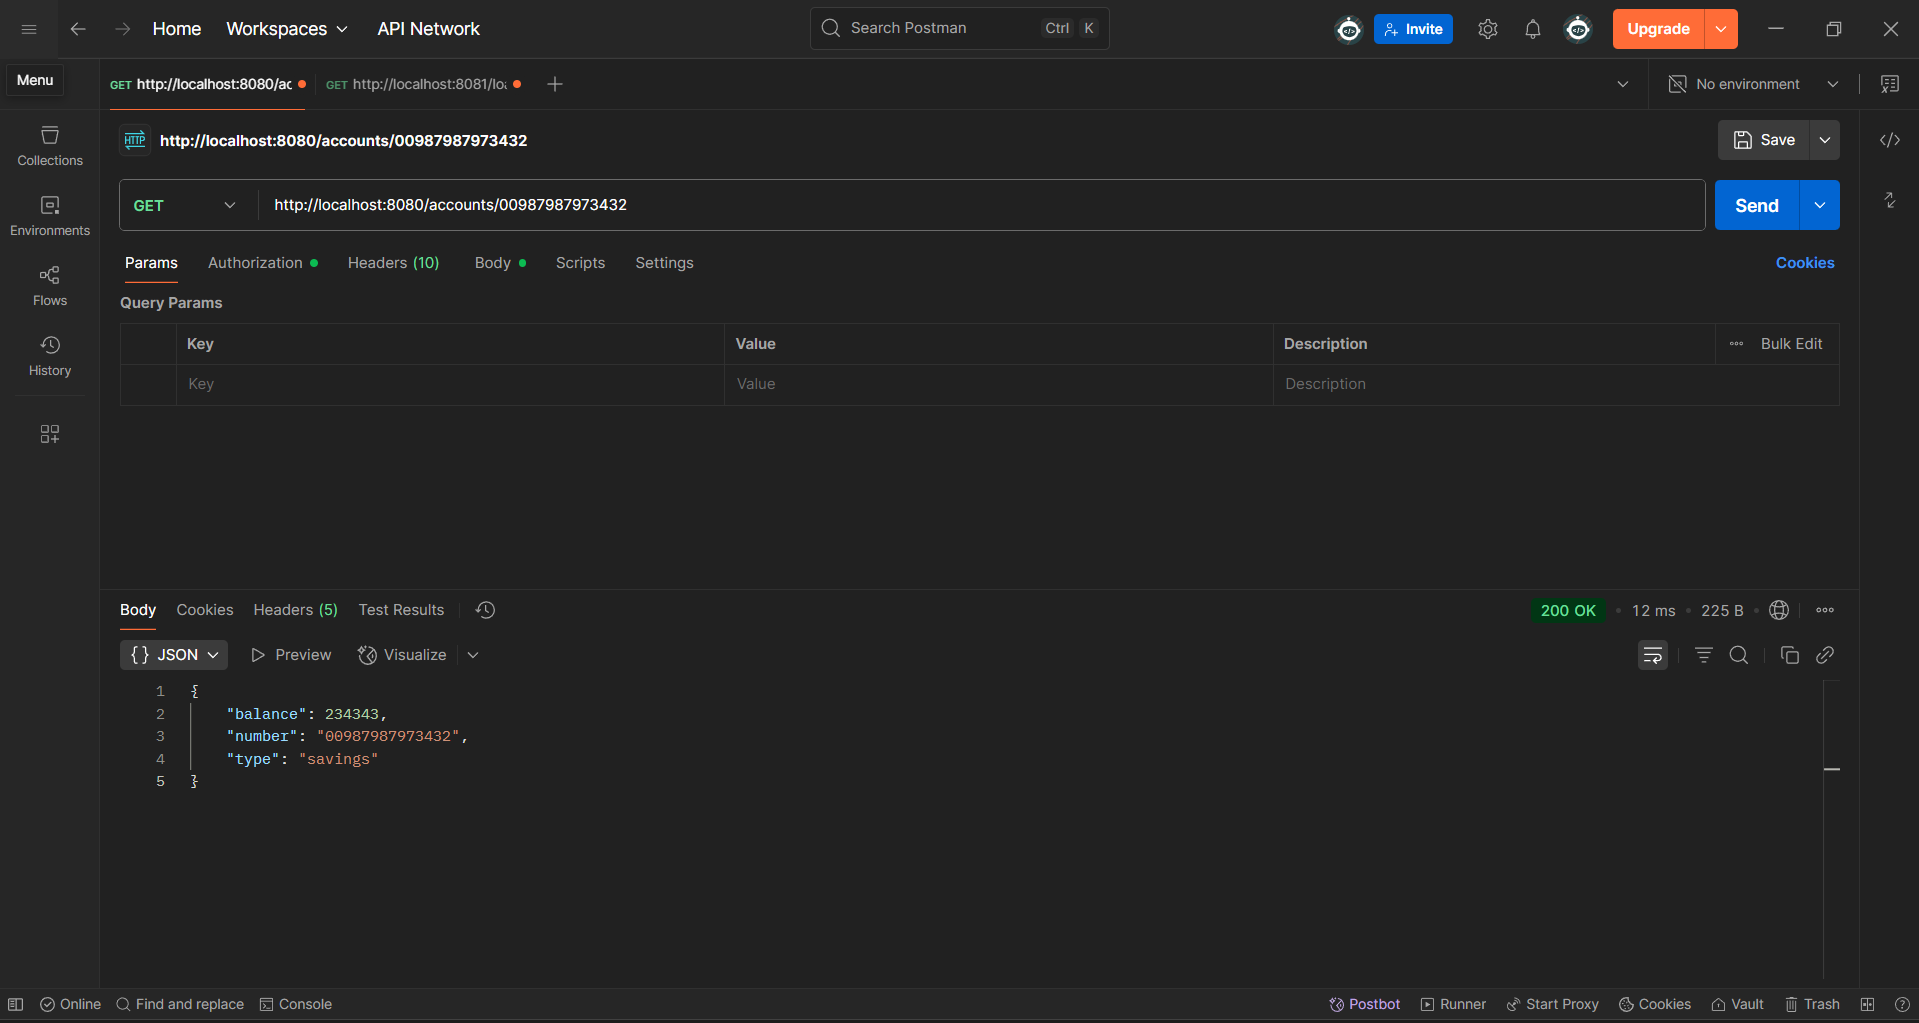 Home Workspaces API Network Search Postman Ctrl K Invite Upgrade
Menu
GET http://localhost:8080/ac GET http://localhost:8081/loa No environment
HTTP http://localhost:8080/accounts/00987987973432 Save
Collections
GET http://localhost:8080/accounts/00987987973432 Send
Environments
Params Authorization Headers (10) Body Scripts Settings Cookies
Flows
Query Params
Key Value Description Bulk Edit
History
Key Value Description
Body Cookies Headers (5) Test Results 200 OK 12 ms 225 B
{} JSON Preview Visualize
1 {
2 "balance": 234343,
3 "number": "00987987973432",
4 "type": "savings"
5 }
Online Find and replace Console Postbot Runner Start Proxy Cookies Vault Trash